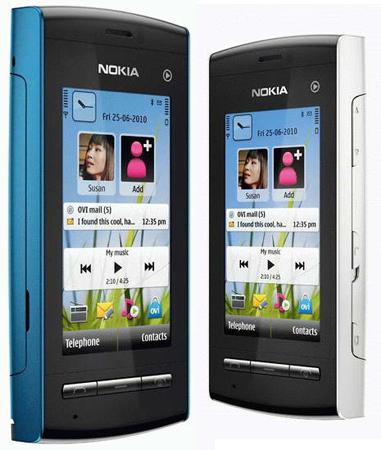 NOKIA
Fri 25-06-2010
Susan
Add
OVI mail (5)
I found this cool, ha...
12:35 pm
My music
2:10 / 4:25
ovi
Telephone
Contacts
NOKIA
Fri 25-06-2010
Susan
Add
OVI mail (5)
I found this cool, ha...
12:35 pm
My music
2:10 / 4:25
ovi
Telephone
Contacts